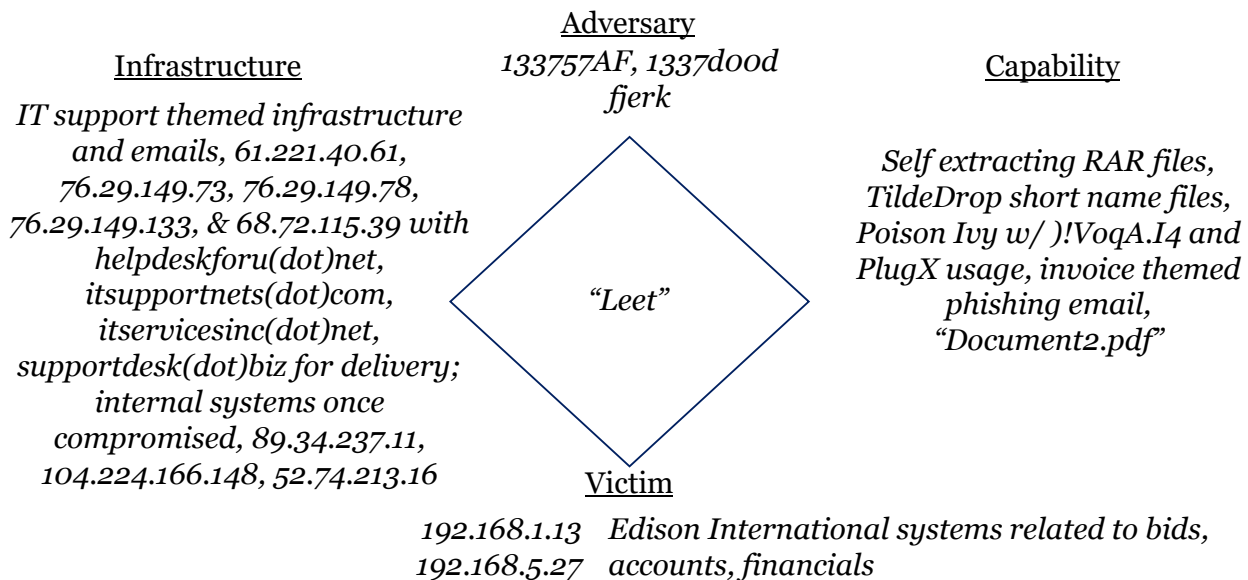 Adversary
133757AF, 1337d00d
fjerk
Infrastructure
IT support themed infrastructure
and emails, 61.221.40.61,
76.29.149.73, 76.29.149.78,
76.29.149.133, & 68.72.115.39 with
helpdeskforu(dot)net,
itsupportnets(dot)com,
itservicesinc(dot)net,
supportdesk(dot)biz for delivery;
internal systems once
compromised, 89.34.237.11,
104.224.166.148, 52.74.213.16
“Leet”
Capability
Self extracting RAR files,
TildeDrop short name files,
Poison Ivy w/ )!VoqA.I4 and
PlugX usage, invoice themed
phishing email,
“Document2.pdf”
Victim
192.168.1.13 Edison International systems related to bids,
192.168.5.27 accounts, financials